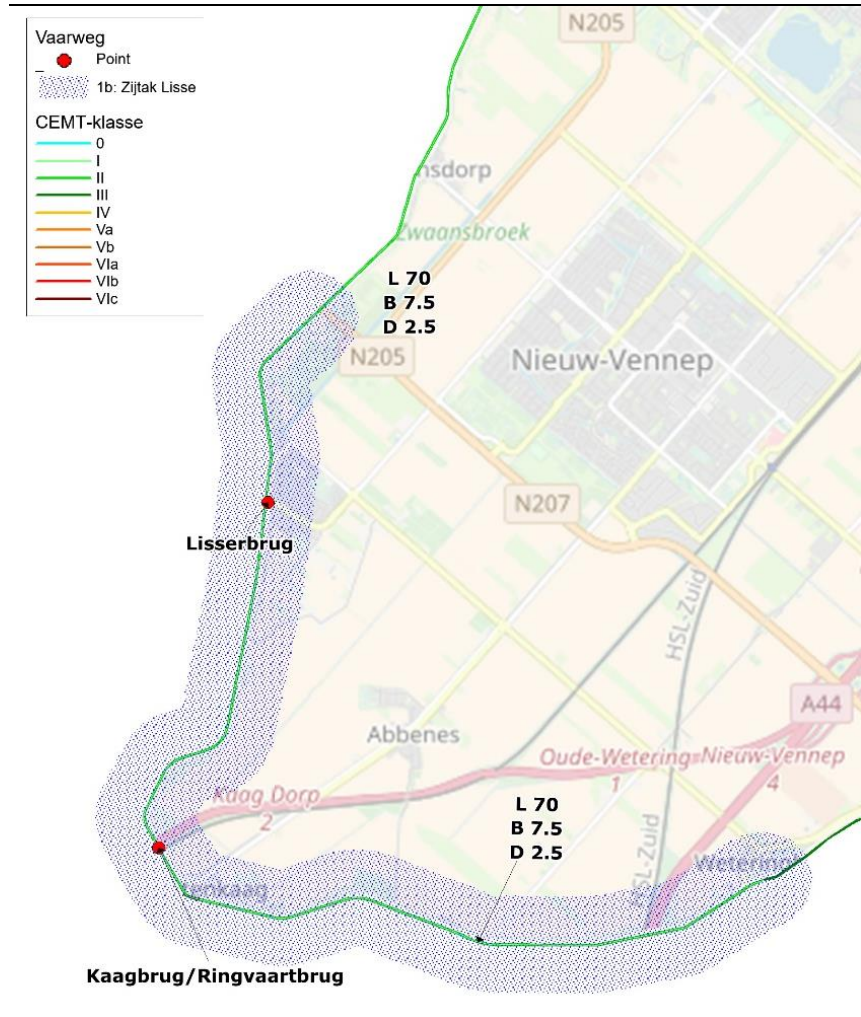 Vaarweg
Point
1b: Zijtak Lisse
CEMT-klasse
0
I
II
III
IV
Va
Vb
VIa
VIb
VIc
N205
nsdorp
Zwaansbroek
L 70
B 7.5
D 2.5
N205
Nieuw-Vennep
N207
Lisserbrug
HSL-Zuid
A44
Abbenes
Oude-Wetering
1
Nieuw-Vennep
4
Kaag Dorp
2
L 70
B 7.5
D 2.5
HSL-Zuid
Wetering
enkaag
Kaagbrug/Ringvaartbrug